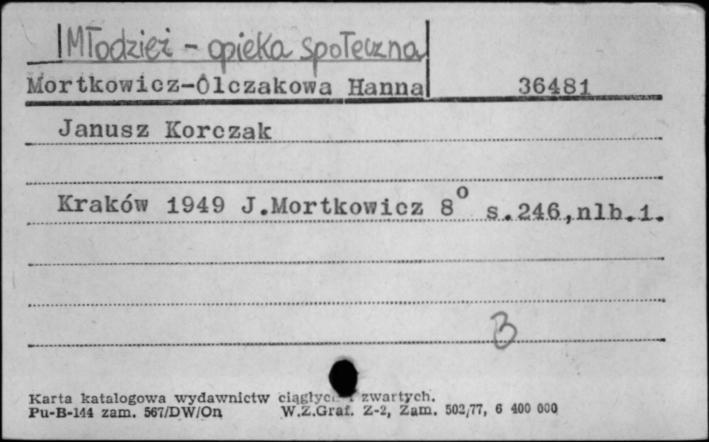 Młodzież - opieka społeczna
Mortkowicz-Olczakowa Hanna 36481
Janusz Korczak
Kraków 1949 J.Mortkowicz 8° s.246,nlb.1.
B
Karta katalogowa wydawnictw ciągłych i zwartych.
Pu-B-144 zam. 567/DW/On W.Z.Graf. Z-2, Zam. 502/77, 6 400 000